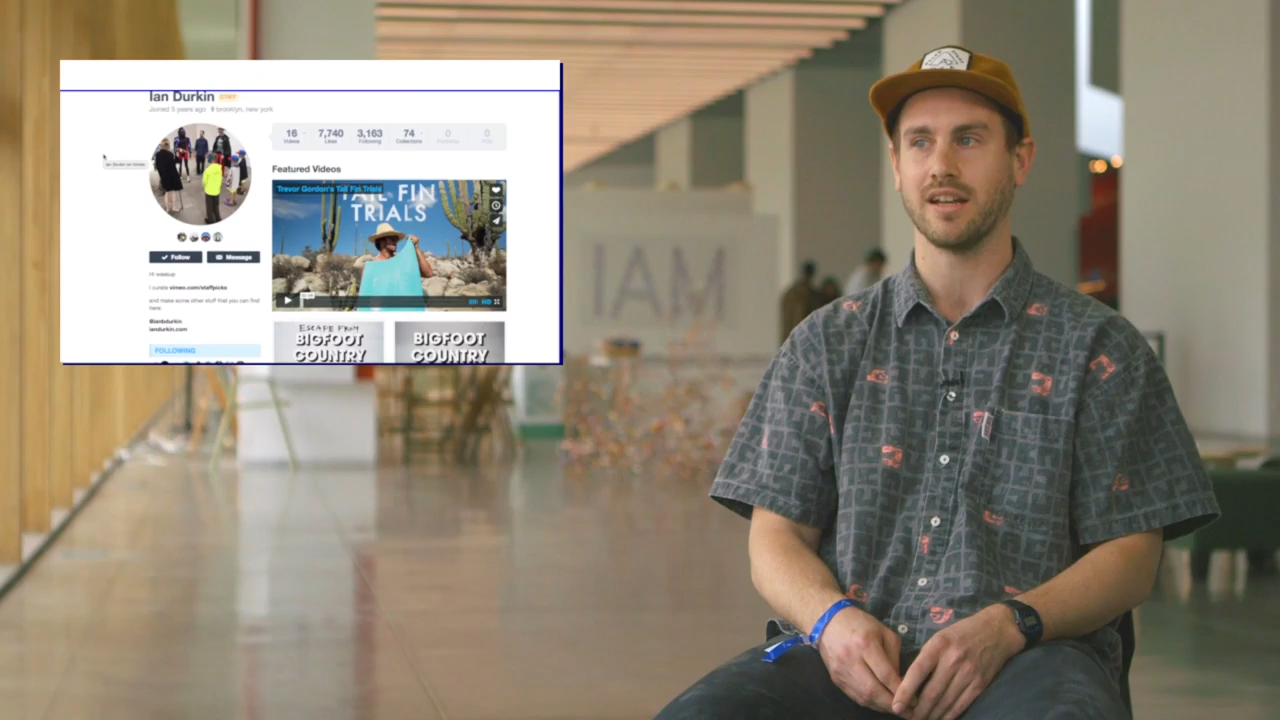 Ian Durkin STAFF
Joined 5 years ago brooklyn, new york
16 7,740 3,163 74 0 0
Videos Likes Following Collections
Featured Videos
Trevor Gordon's Tail Fin Trials
TAIL FIN
TRIALS
HD
Follow Message
Hi wassup
I curate vimeo.com/staffpicks
and make some other stuff that you can find
here:
@ianbdurkin
iandurkin.com
FOLLOWING
ESCAPE FROM
BIGFOOT
COUNTRY
BIGFOOT
COUNTRY
IAM